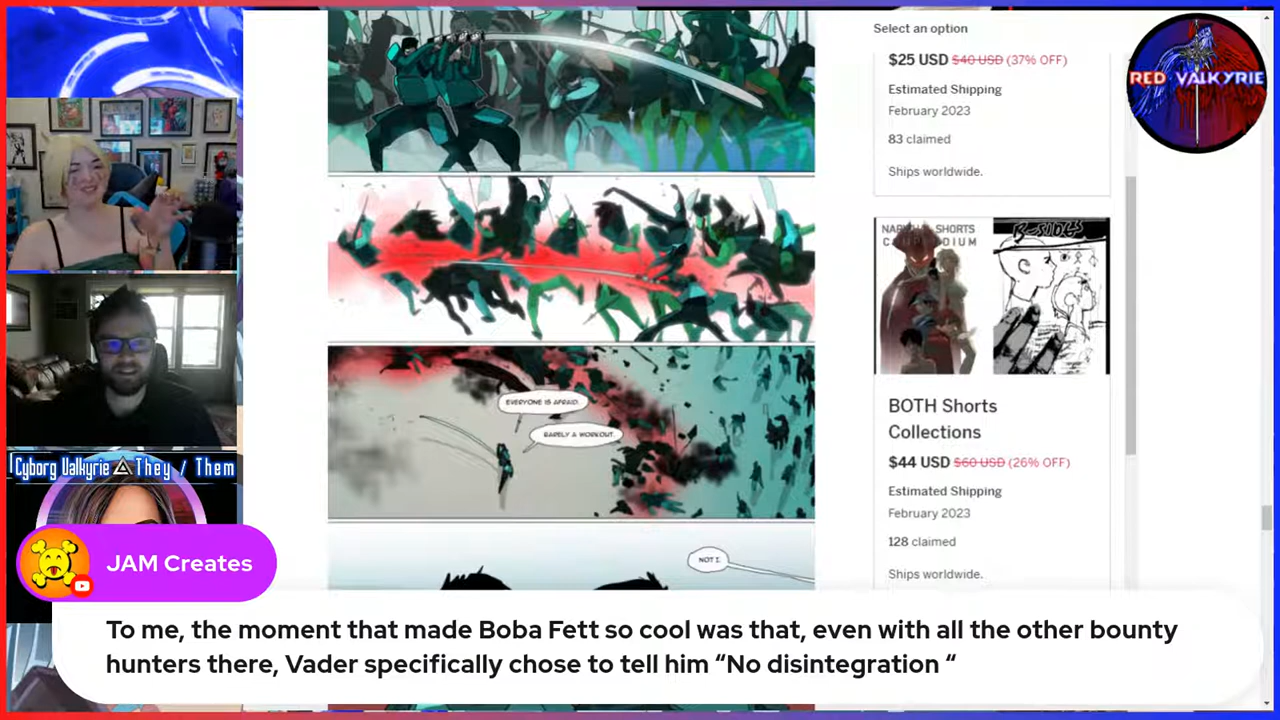 Select an option
$25 USD $40 USD (37% OFF)
Estimated Shipping
February 2023
83 claimed
Ships worldwide.
RED VALKYRIE
SHORTS
B-SIDES
BOTH Shorts
Collections
$44 USD $60 USD (26% OFF)
Estimated Shipping
February 2023
128 claimed
Ships worldwide.
EVERYONE IS AFRAID.
BARELY A WORKOUT.
NOT I.
Cyborg Valkyrie They / Them
JAM Creates
To me, the moment that made Boba Fett so cool was that, even with all the other bounty
hunters there, Vader specifically chose to tell him “No disintegration “